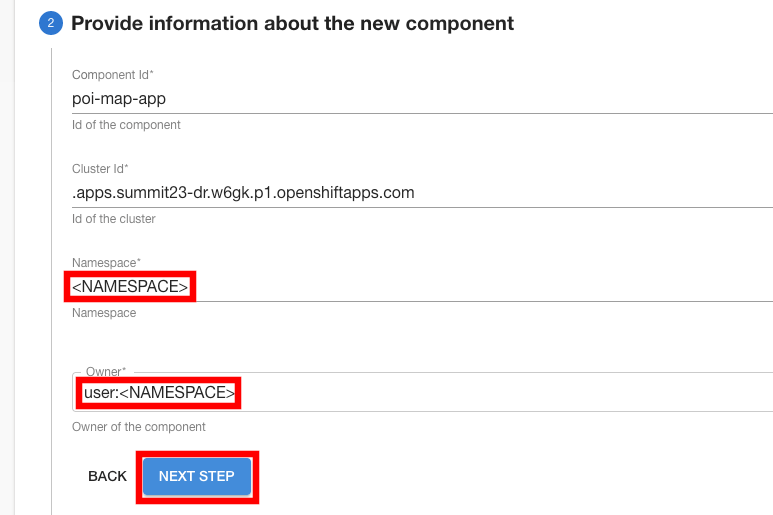 2 Provide information about the new component
Component Id*
poi-map-app
Id of the component
Cluster Id*
.apps.summit23-dr.w6gk.p1.openshiftapps.com
Id of the cluster
Namespace*
<NAMESPACE>
Namespace
Owner*
user:<NAMESPACE>
Owner of the component
BACK NEXT STEP